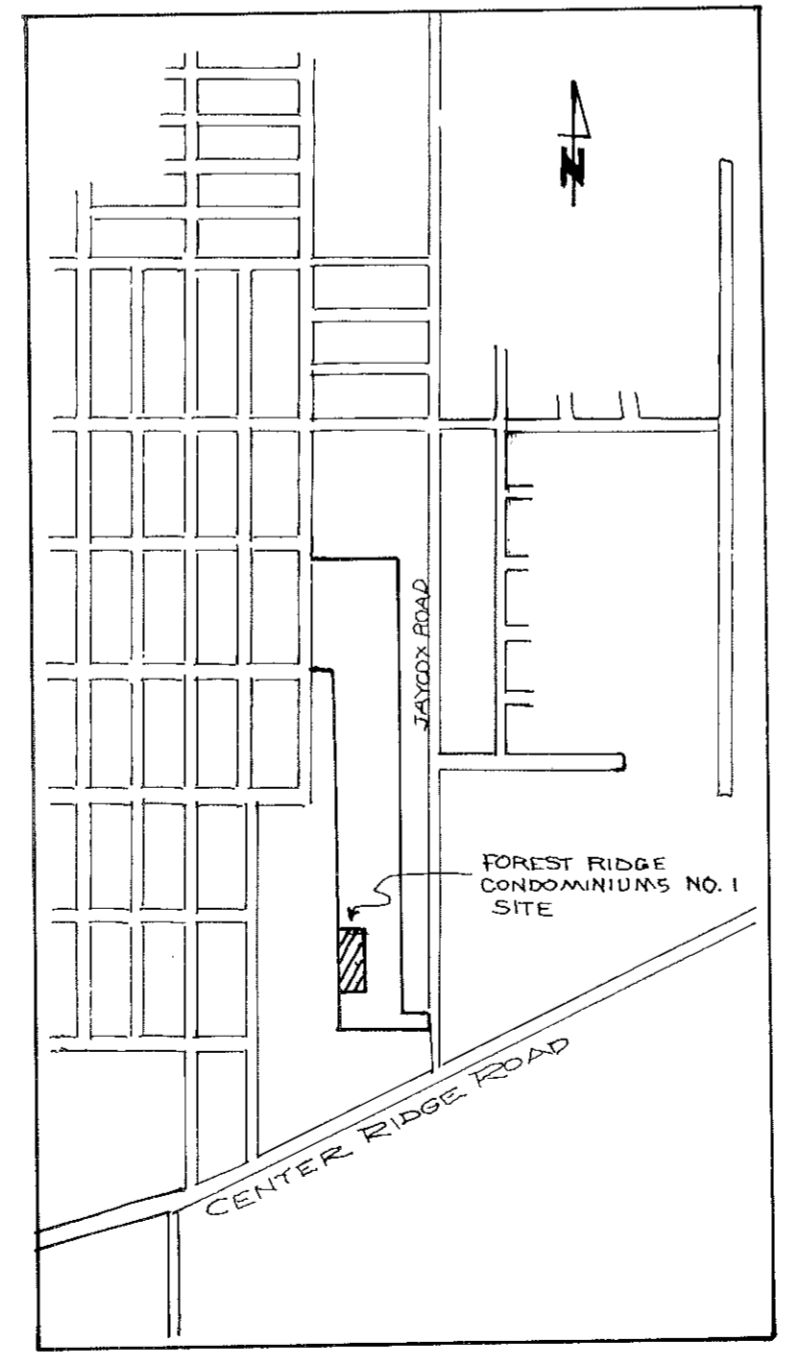 N
JAYCOX ROAD
FOREST RIDGE
CONDOMINIUMS NO. 1
SITE
CENTER RIDGE ROAD